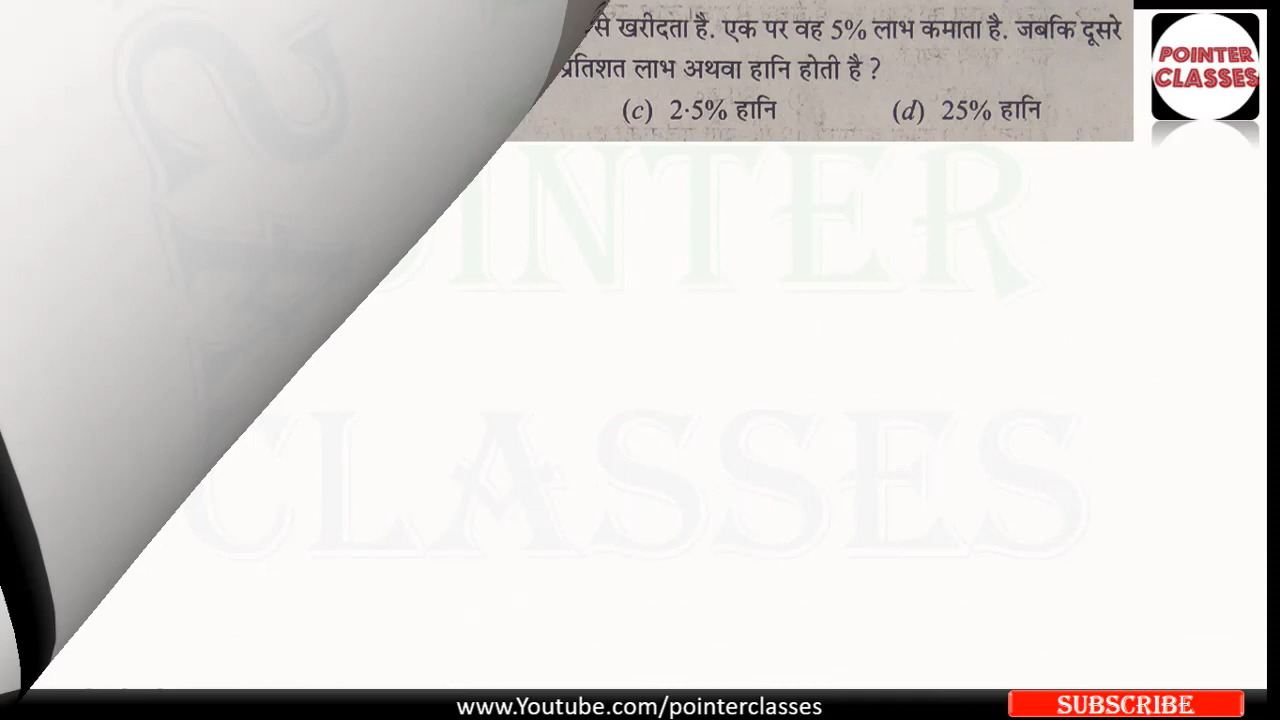 से खरीदता है. एक पर वह 5% लाभ कमाता है. जबकि दूसरे
प्रतिशत लाभ अथवा हानि होती है ?
(c) 2·5% हानि (d) 25% हानि
POINTER
CLASSES
INTER
CLASSES
www.Youtube.com/pointerclasses
SUBSCRIBE